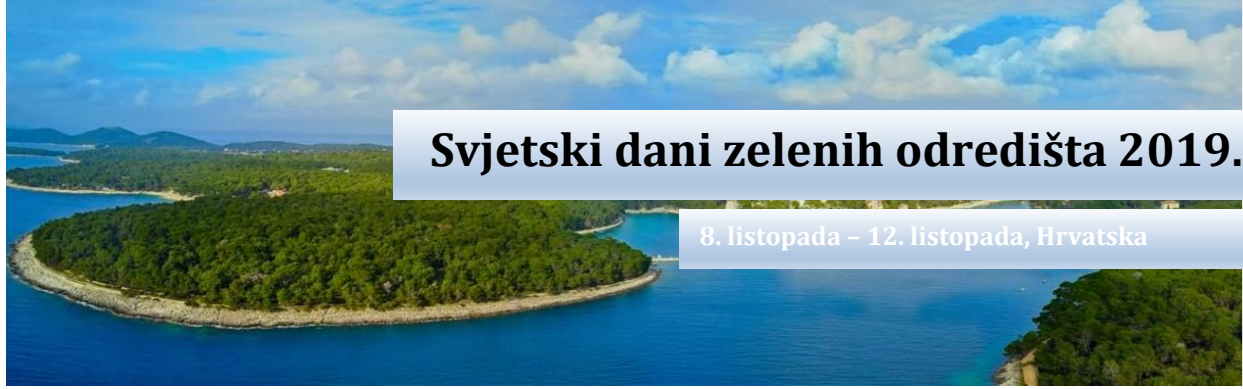 Svjetski dani zelenih odredišta 2019.
8. listopada – 12. listopada, Hrvatska